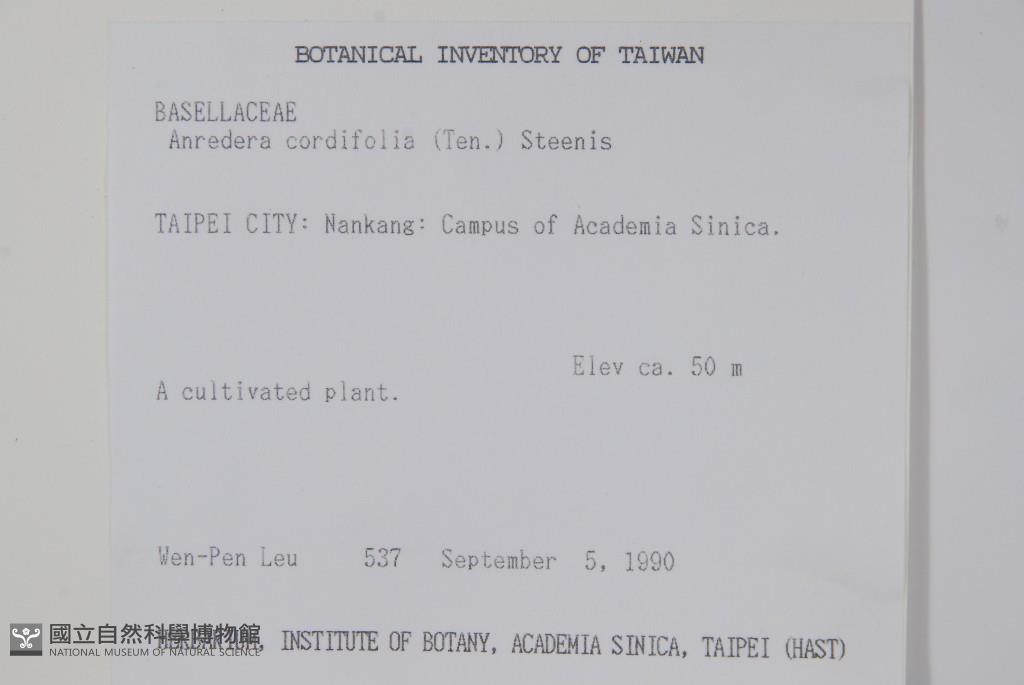 BOTANICAL INVENTORY OF TAIWAN
BASELLACEAE
Anredera cordifolia (Ten.) Steenis
TAIPEI CITY: Nankang: Campus of Academia Sinica.
Elev ca. 50 m
A cultivated plant.
Wen-Pen Leu 537 September 5, 1990
HERBARIUM, INSTITUTE OF BOTANY, ACADEMIA SINICA, TAIPEI (HAST)
國立自然科學博物館
NATIONAL MUSEUM OF NATURAL SCIENCE